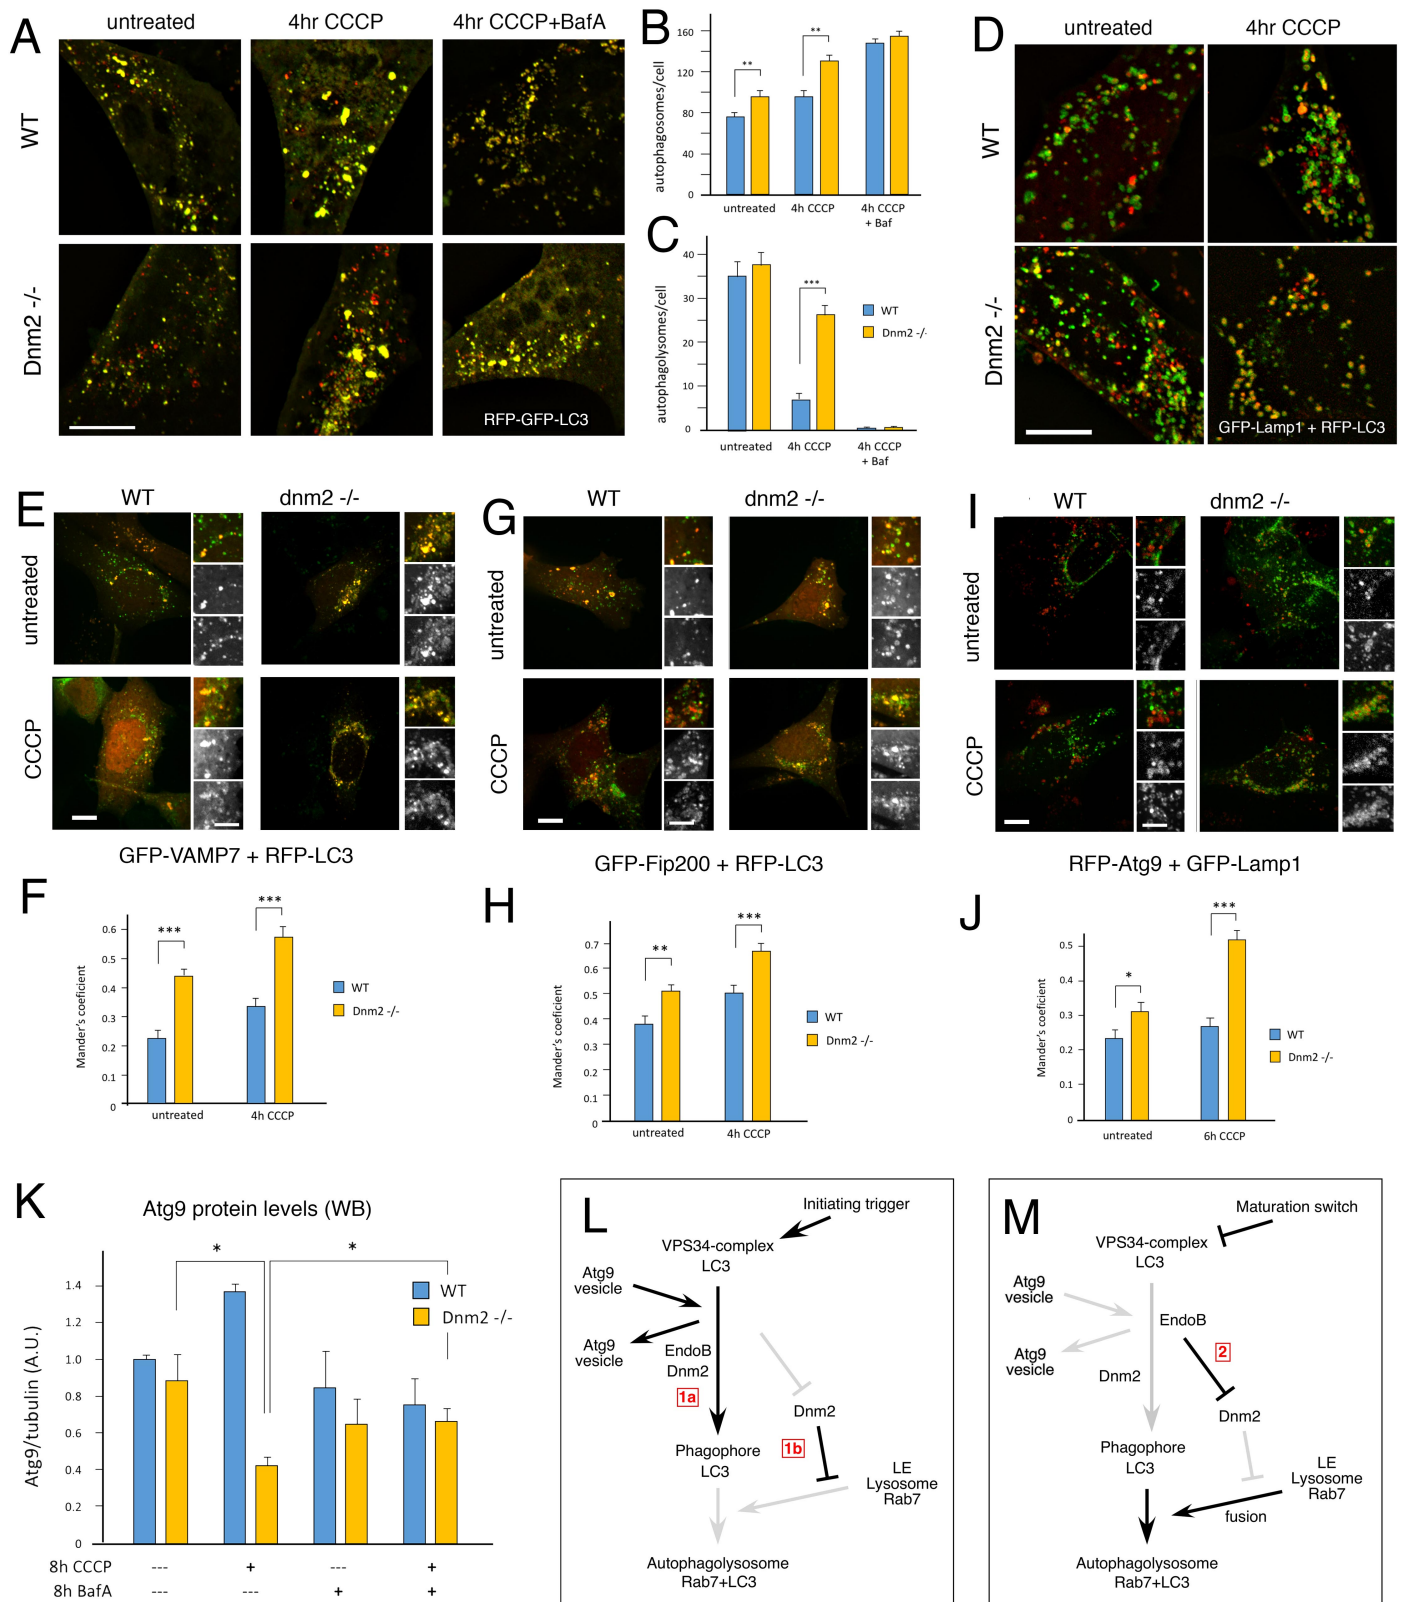 A
untreated
4hr CCCP
4hr CCCP+BafA
WT
Dnm2 -/-
RFP-GFP-LC3
B
autophagosomes/cell
160
120
80
40
0
**
**
untreated
4h CCCP
4h CCCP
+ Baf
C
autophagolysomes/cell
40
30
20
10
0
***
WT
Dnm2 -/-
untreated
4h CCCP
4h CCCP
+ Baf
D
untreated
4hr CCCP
WT
Dnm2 -/-
GFP-Lamp1 + RFP-LC3
E
WT
dnm2 -/-
untreated
CCCP
GFP-VAMP7 + RFP-LC3
G
WT
dnm2 -/-
untreated
CCCP
GFP-Fip200 + RFP-LC3
I
WT
dnm2 -/-
untreated
CCCP
RFP-Atg9 + GFP-Lamp1
F
Mander's coeficient
0.6
0.5
0.4
0.3
0.2
0.1
0
***
***
WT
Dnm2 -/-
untreated
4h CCCP
H
Mander's coeficient
0.7
0.6
0.5
0.4
0.3
0.2
0.1
0
**
***
WT
Dnm2 -/-
untreated
4h CCCP
J
Mander's coeficient
0.5
0.4
0.3
0.2
0.1
0
*
***
WT
Dnm2 -/-
untreated
6h CCCP
K
Atg9 protein levels (WB)
Atg9/tubulin (A.U.)
1.4
1.2
1.0
0.8
0.6
0.4
0.2
0
*
*
WT
Dnm2 -/-
8h CCCP --- + --- +
8h BafA --- --- + +
L
Initiating trigger
VPS34-complex
LC3
Atg9
vesicle
Atg9
vesicle
EndoB
Dnm2
1a
Dnm2
1b
Phagophore
LC3
LE
Lysosome
Rab7
Autophagolysosome
Rab7+LC3
M
Maturation switch
VPS34-complex
LC3
Atg9
vesicle
EndoB
2
Atg9
vesicle
Dnm2
Dnm2
Phagophore
LC3
LE
Lysosome
Rab7
fusion
Autophagolysosome
Rab7+LC3